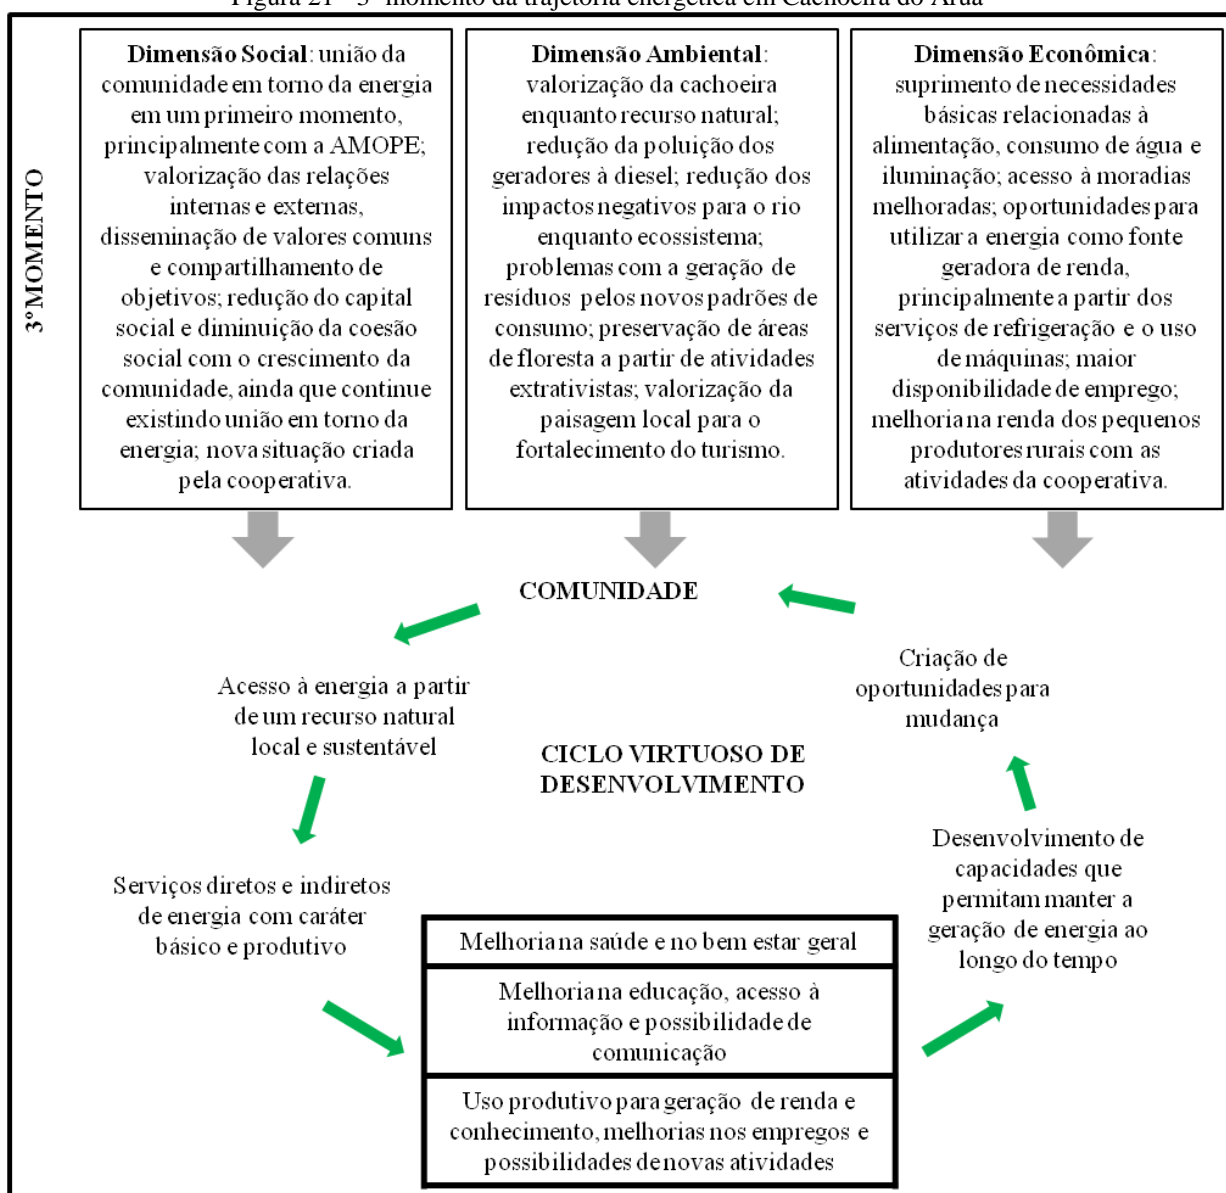 Figura 21 - 3º momento da trajetória energética em Cachoeira do Aruã
3º MOMENTO
Dimensão Social: união da
comunidade em torno da energia
em um primeiro momento,
principalmente com a AMOPE;
valorização das relações
internas e externas,
disseminação de valores comuns
e compartilhamento de
objetivos; redução do capital
social e diminuição da coesão
social com o crescimento da
comunidade, ainda que continue
existindo união em torno da
energia; nova situação criada
pela cooperativa.
Dimensão Ambiental:
valorização da cachoeira
enquanto recurso natural;
redução da poluição dos
geradores à diesel; redução dos
impactos negativos para o rio
enquanto ecossistema;
problemas com a geração de
resíduos pelos novos padrões de
consumo; preservação de áreas
de floresta a partir de atividades
extrativistas; valorização da
paisagem local para o
fortalecimento do turismo.
Dimensão Econômica:
suprimento de necessidades
básicas relacionadas à
alimentação, consumo de água e
iluminação; acesso à moradias
melhoradas; oportunidades para
utilizar a energia como fonte
geradora de renda,
principalmente a partir dos
serviços de refrigeração e o uso
de máquinas; maior
disponibilidade de emprego;
melhoria na renda dos pequenos
produtores rurais com as
atividades da cooperativa.
COMUNIDADE
Acesso à energia a partir
de um recurso natural
local e sustentável
Serviços diretos e indiretos
de energia com caráter
básico e produtivo
Melhoria na saúde e no bem estar geral
Melhoria na educação, acesso à
informação e possibilidade de
comunicação
Uso produtivo para geração de renda e
conhecimento, melhorias nos empregos e
possibilidades de novas atividades
Desenvolvimento de
capacidades que
permitam manter a
geração de energia ao
longo do tempo
Criação de
oportunidades para
mudança
CICLO VIRTUOSO DE
DESENVOLVIMENTO